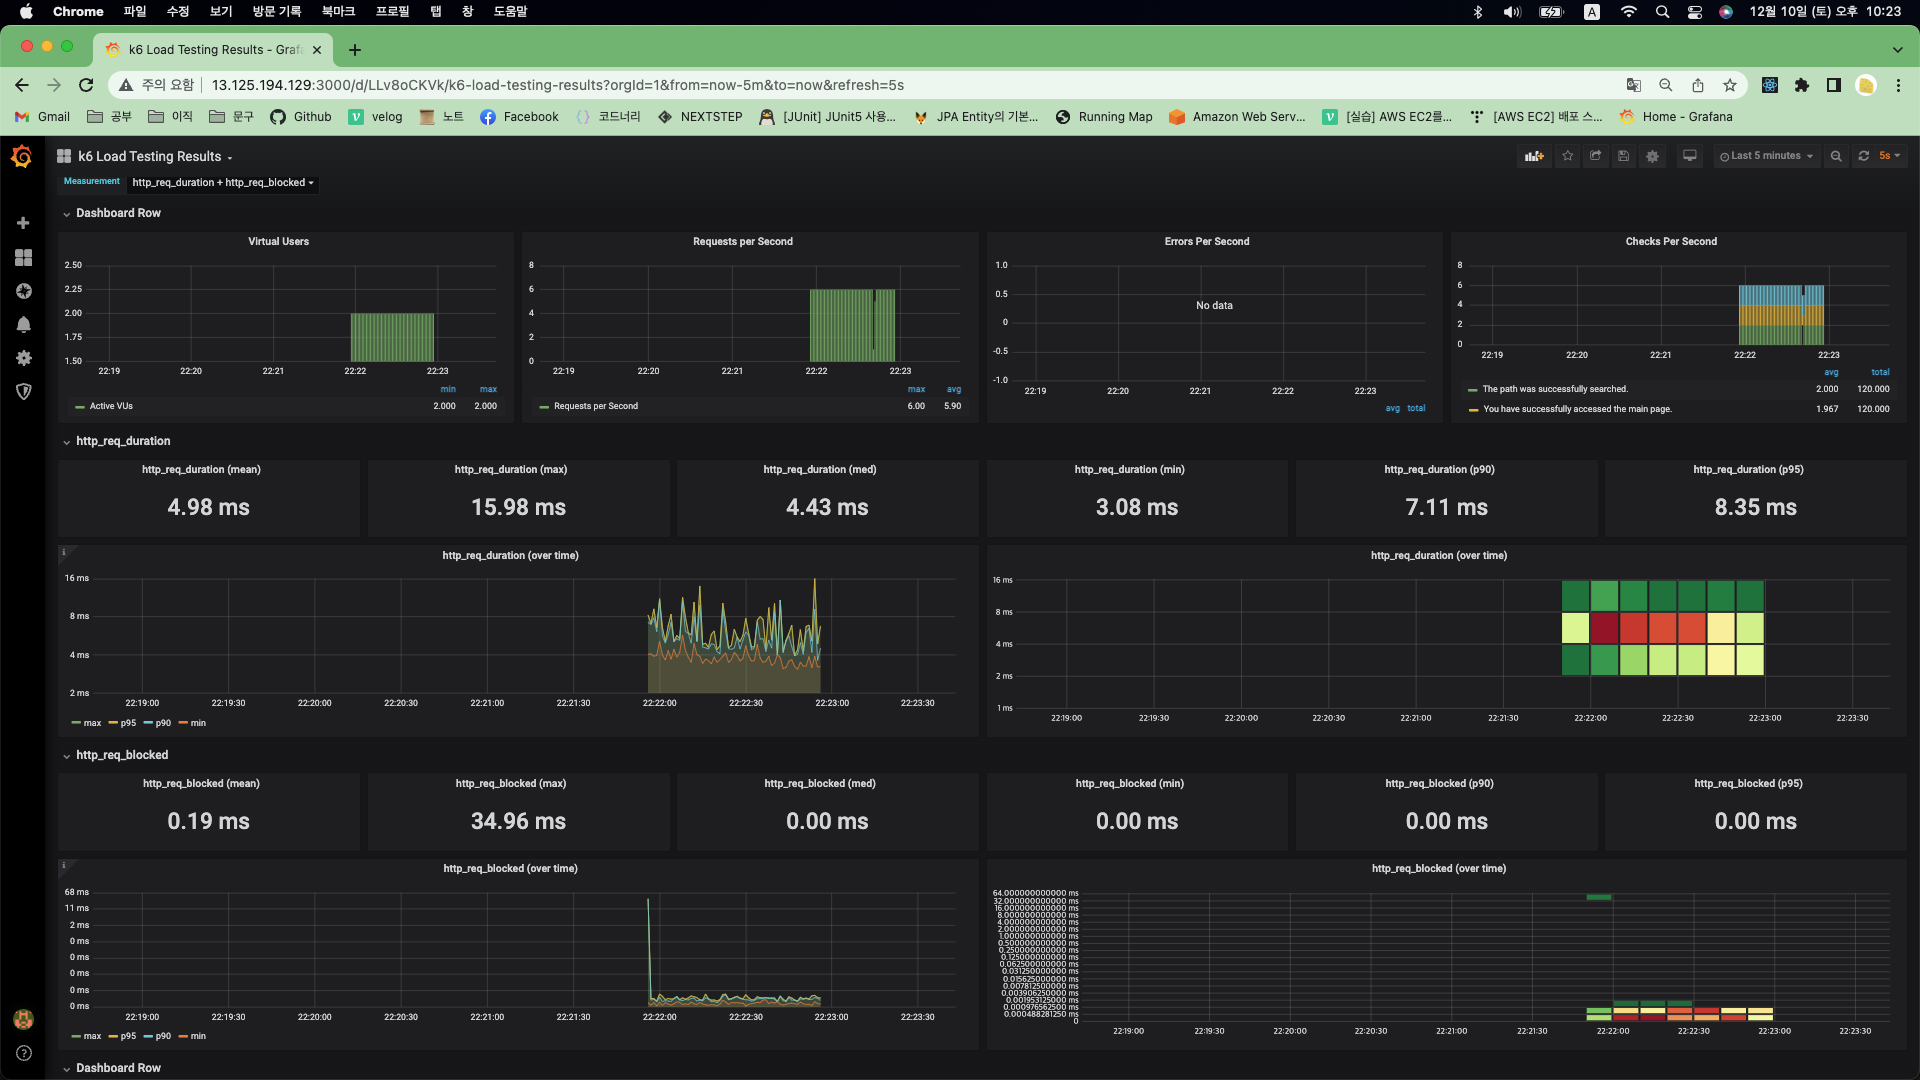 Chrome 파일 수정 보기 방문 기록 북마크 프로필 탭 창 도움말 A 12월 10일 (토) 오후 10:23
k6 Load Testing Results - Grafa
주의 요함 13.125.194.129:3000/d/LLv8oCKVk/k6-load-testing-results?orgId=1&from=now-5m&to=now&refresh=5s
Gmail 공부 이직 문구 Github velog 노트 Facebook 코드너리 NEXTSTEP [JUnit] JUnit5 사용... JPA Entity의 기본... Running Map Amazon Web Serv... [실습] AWS EC2를... [AWS EC2] 배포 스... Home - Grafana
k6 Load Testing Results Last 5 minutes 5s
Measurement http_req_duration + http_req_blocked
Dashboard Row
Virtual Users
2.50
2.25
2.00
1.75
1.50
22:19 22:20 22:21 22:22 22:23
min max
Active VUs 2.000 2.000
Requests per Second
8
6
4
2
0
22:19 22:20 22:21 22:22 22:23
max avg
Requests per Second 6.00 5.90
Errors Per Second
1.0
0.5
0
-0.5
-1.0
No data
22:19 22:20 22:21 22:22 22:23
avg total
Checks Per Second
8
6
4
2
0
22:19 22:20 22:21 22:22 22:23
avg total
The path was successfully searched. 2.000 120.000
You have successfully accessed the main page. 1.967 120.000
http_req_duration
http_req_duration (mean)
4.98 ms
http_req_duration (max)
15.98 ms
http_req_duration (med)
4.43 ms
http_req_duration (min)
3.08 ms
http_req_duration (p90)
7.11 ms
http_req_duration (p95)
8.35 ms
http_req_duration (over time)
16 ms
8 ms
4 ms
2 ms
22:19:00 22:19:30 22:20:00 22:20:30 22:21:00 22:21:30 22:22:00 22:22:30 22:23:00 22:23:30
max p95 p90 min
http_req_duration (over time)
16 ms
8 ms
4 ms
2 ms
1 ms
22:19:00 22:19:30 22:20:00 22:20:30 22:21:00 22:21:30 22:22:00 22:22:30 22:23:00 22:23:30
http_req_blocked
http_req_blocked (mean)
0.19 ms
http_req_blocked (max)
34.96 ms
http_req_blocked (med)
0.00 ms
http_req_blocked (min)
0.00 ms
http_req_blocked (p90)
0.00 ms
http_req_blocked (p95)
0.00 ms
http_req_blocked (over time)
68 ms
11 ms
2 ms
0 ms
0 ms
0 ms
0 ms
0 ms
22:19:00 22:19:30 22:20:00 22:20:30 22:21:00 22:21:30 22:22:00 22:22:30 22:23:00 22:23:30
max p95 p90 min
http_req_blocked (over time)
64.000000000000 ms
32.000000000000 ms
16.000000000000 ms
8.000000000000 ms
4.000000000000 ms
2.000000000000 ms
1.000000000000 ms
0.500000000000 ms
0.250000000000 ms
0.125000000000 ms
0.062500000000 ms
0.031250000000 ms
0.015625000000 ms
0.007812500000 ms
0.003906250000 ms
0.001953125000 ms
0.000976562500 ms
0.000488281250 ms
0
22:19:00 22:19:30 22:20:00 22:20:30 22:21:00 22:21:30 22:22:00 22:22:30 22:23:00 22:23:30
Dashboard Row